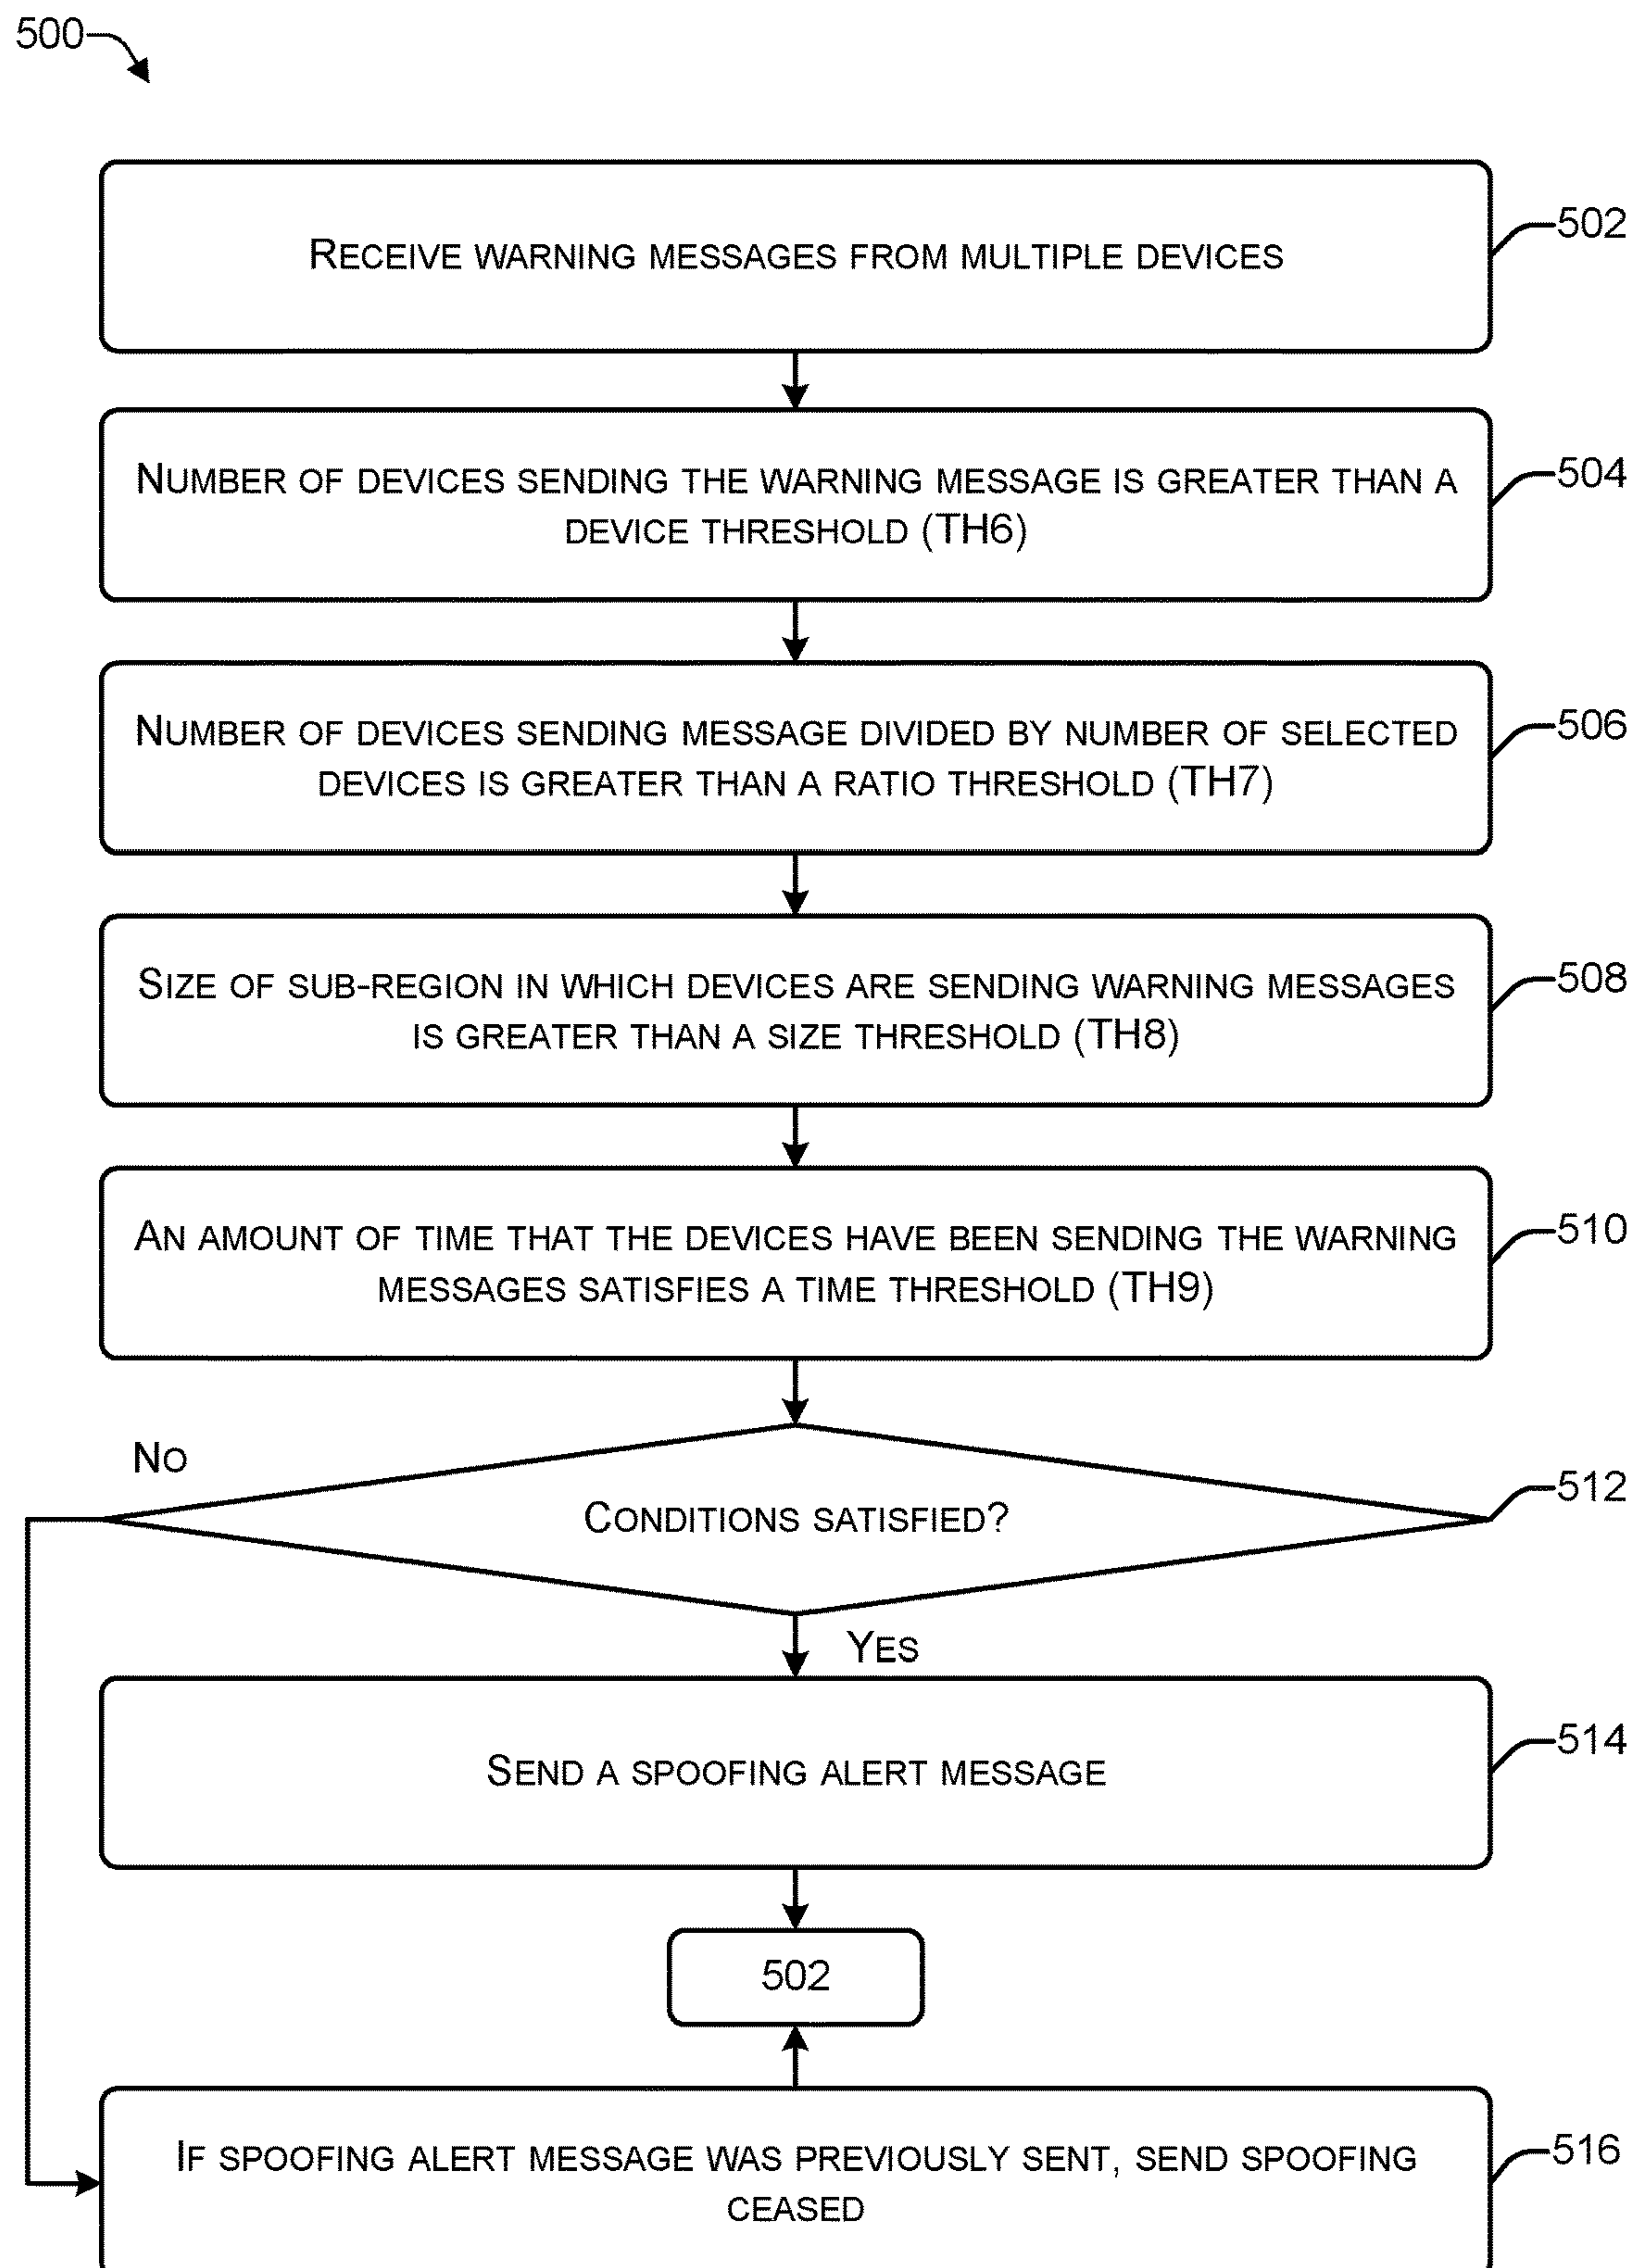 500
RECEIVE WARNING MESSAGES FROM MULTIPLE DEVICES
502
NUMBER OF DEVICES SENDING THE WARNING MESSAGE IS GREATER THAN A
DEVICE THRESHOLD (TH6)
504
NUMBER OF DEVICES SENDING MESSAGE DIVIDED BY NUMBER OF SELECTED
DEVICES IS GREATER THAN A RATIO THRESHOLD (TH7)
506
SIZE OF SUB-REGION IN WHICH DEVICES ARE SENDING WARNING MESSAGES
IS GREATER THAN A SIZE THRESHOLD (TH8)
508
AN AMOUNT OF TIME THAT THE DEVICES HAVE BEEN SENDING THE WARNING
MESSAGES SATISFIES A TIME THRESHOLD (TH9)
510
NO
CONDITIONS SATISFIED?
512
YES
SEND A SPOOFING ALERT MESSAGE
514
502
IF SPOOFING ALERT MESSAGE WAS PREVIOUSLY SENT, SEND SPOOFING
CEASED
516